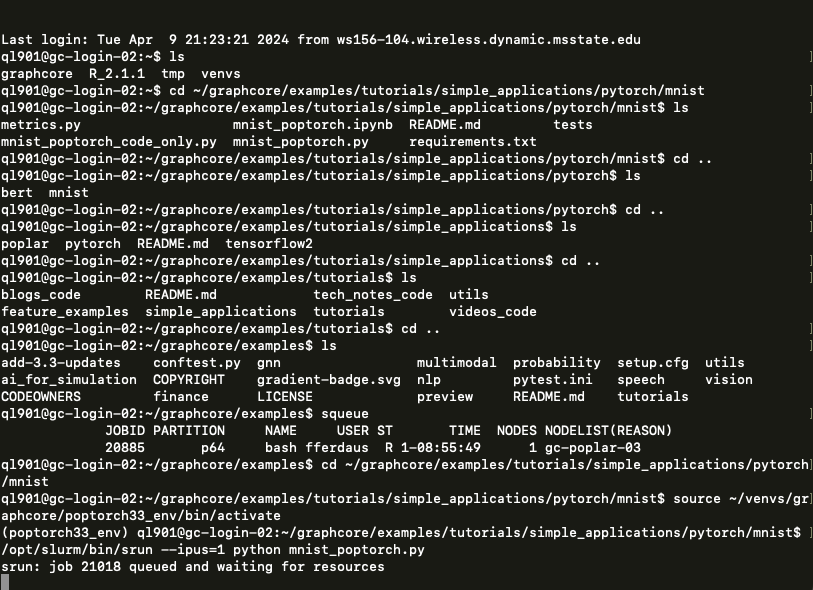 Last login: Tue Apr  9 21:23:21 2024 from ws156-104.wireless.dynamic.msstate.edu
ql901@gc-login-02:~$ ls
graphcore  R_2.1.1  tmp  venvs
ql901@gc-login-02:~$ cd ~/graphcore/examples/tutorials/simple_applications/pytorch/mnist
ql901@gc-login-02:~/graphcore/examples/tutorials/simple_applications/pytorch/mnist$ ls
metrics.py                   mnist_poptorch.ipynb  README.md         tests
mnist_poptorch_code_only.py  mnist_poptorch.py     requirements.txt
ql901@gc-login-02:~/graphcore/examples/tutorials/simple_applications/pytorch/mnist$ cd ..
ql901@gc-login-02:~/graphcore/examples/tutorials/simple_applications/pytorch$ ls
bert  mnist
ql901@gc-login-02:~/graphcore/examples/tutorials/simple_applications/pytorch$ cd ..
ql901@gc-login-02:~/graphcore/examples/tutorials/simple_applications$ ls
poplar  pytorch  README.md  tensorflow2
ql901@gc-login-02:~/graphcore/examples/tutorials/simple_applications$ cd ..
ql901@gc-login-02:~/graphcore/examples/tutorials$ ls
blogs_code        README.md            tech_notes_code  utils
feature_examples  simple_applications  tutorials        videos_code
ql901@gc-login-02:~/graphcore/examples/tutorials$ cd ..
ql901@gc-login-02:~/graphcore/examples$ ls
add-3.3-updates    conftest.py  gnn                 multimodal  probability  setup.cfg  utils
ai_for_simulation  COPYRIGHT    gradient-badge.svg  nlp         pytest.ini   speech     vision
CODEOWNERS         finance      LICENSE             preview     README.md    tutorials
ql901@gc-login-02:~/graphcore/examples$ squeue
             JOBID PARTITION     NAME     USER ST       TIME  NODES NODELIST(REASON)
             20885       p64     bash fferdaus  R 1-08:55:49      1 gc-poplar-03
ql901@gc-login-02:~/graphcore/examples$ cd ~/graphcore/examples/tutorials/simple_applications/pytorch
/mnist
ql901@gc-login-02:~/graphcore/examples/tutorials/simple_applications/pytorch/mnist$ source ~/venvs/gr
aphcore/poptorch33_env/bin/activate
(poptorch33_env) ql901@gc-login-02:~/graphcore/examples/tutorials/simple_applications/pytorch/mnist$
/opt/slurm/bin/srun --ipus=1 python mnist_poptorch.py
srun: job 21018 queued and waiting for resources